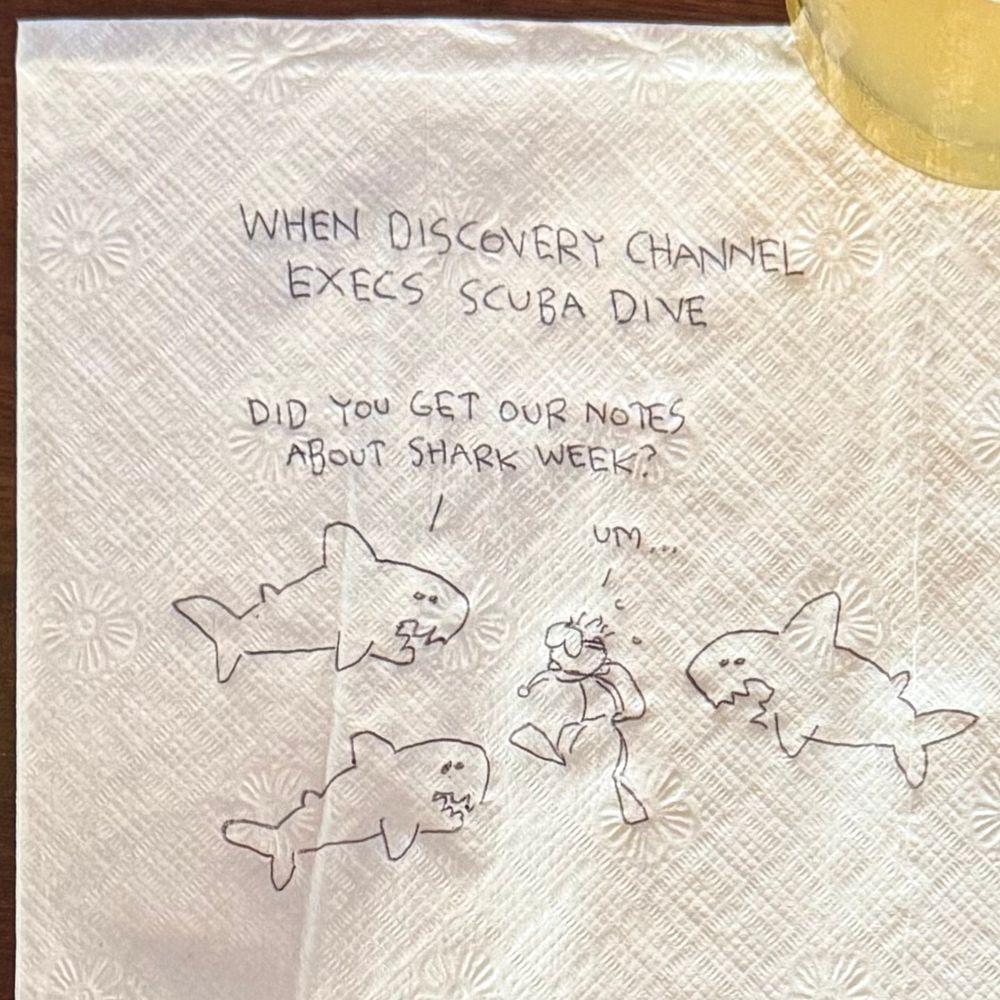 WHEN DISCOVERY CHANNEL
EXECS SCUBA DIVE
DID YOU GET OUR NOTES
ABOUT SHARK WEEK?
UM...